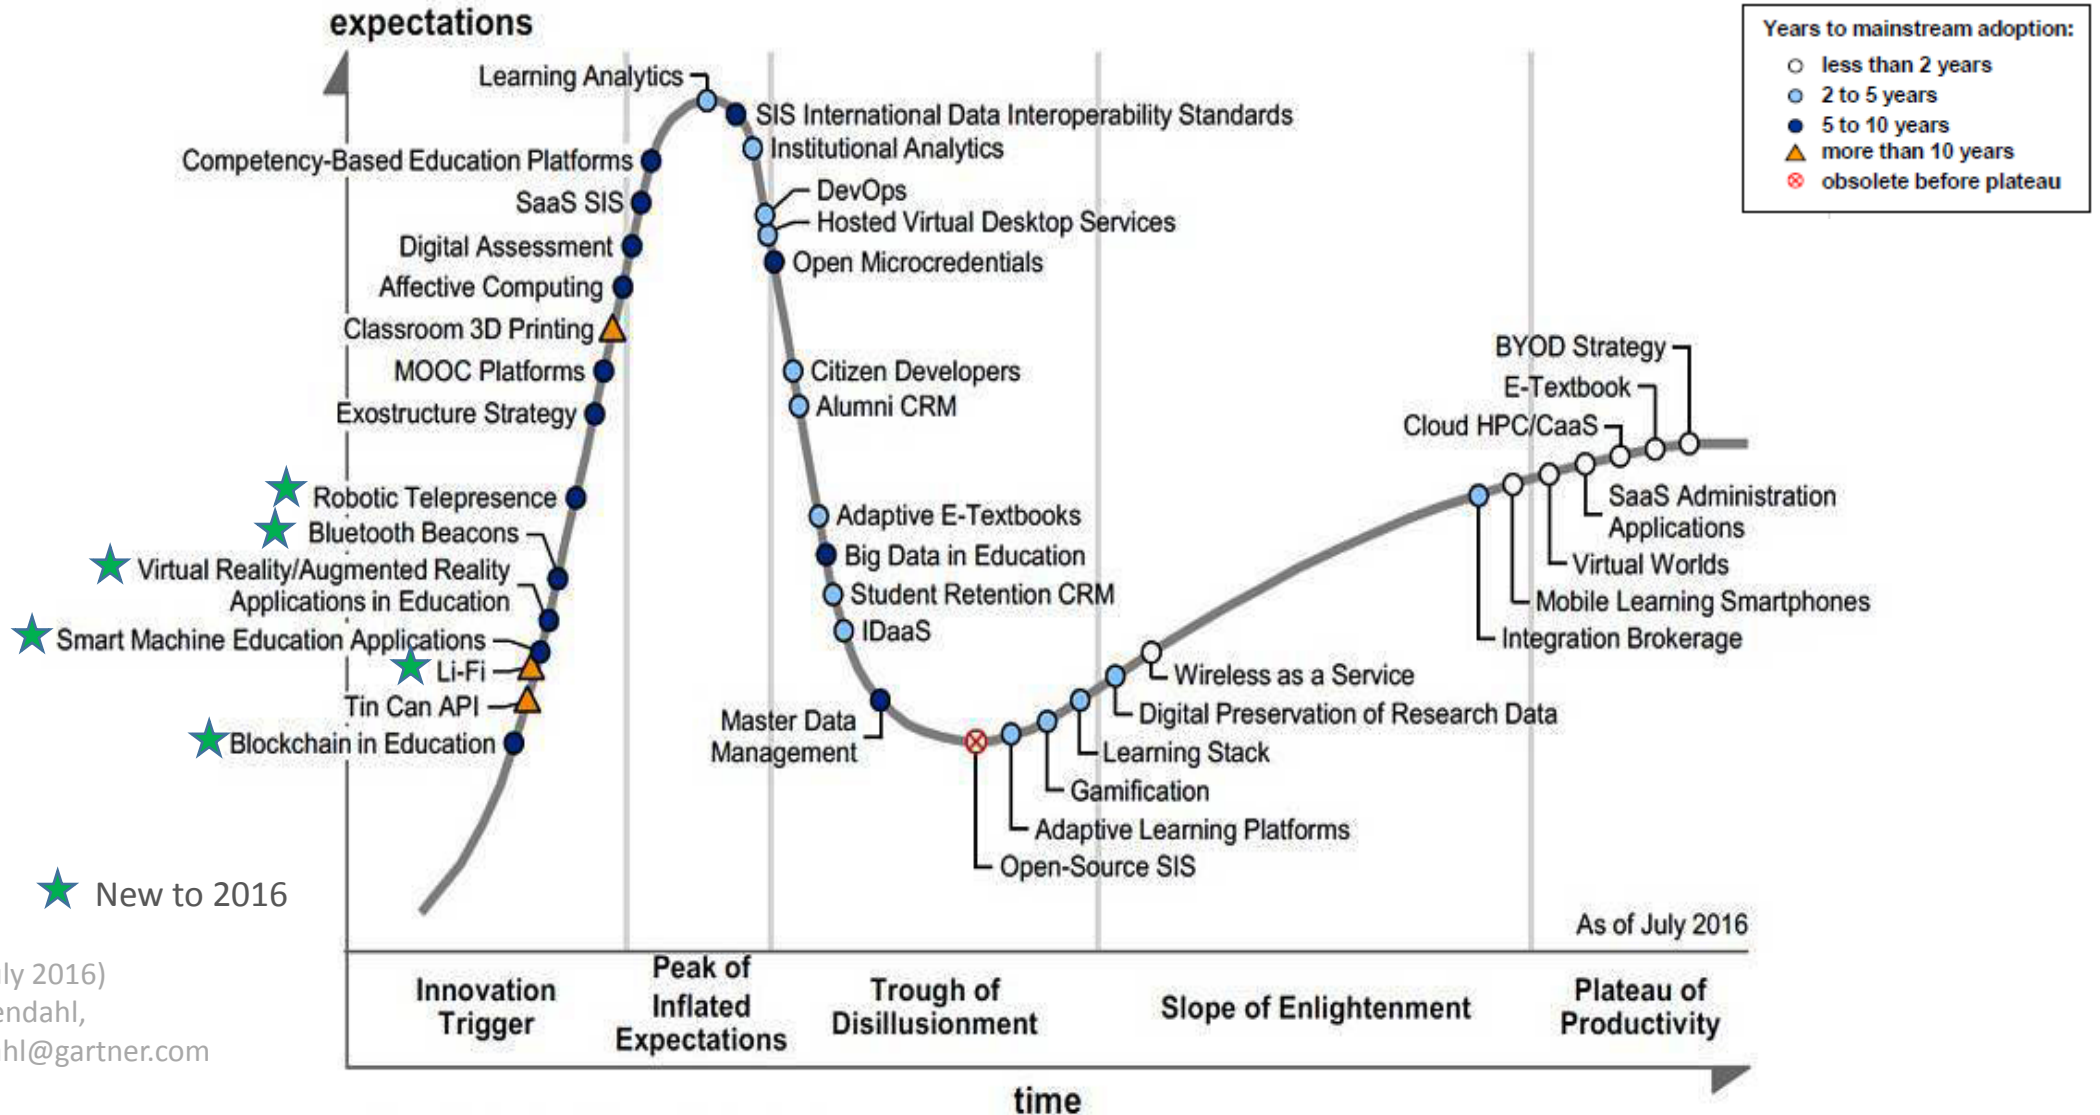 expectations
Years to mainstream adoption:
less than 2 years
2 to 5 years
5 to 10 years
more than 10 years
obsolete before plateau
Learning Analytics
SIS International Data Interoperability Standards
Institutional Analytics
Competency-Based Education Platforms
DevOps
SaaS SIS
Hosted Virtual Desktop Services
Digital Assessment
Open Microcredentials
Affective Computing
Classroom 3D Printing
MOOC Platforms
Exostructure Strategy
Citizen Developers
Alumni CRM
BYOD Strategy
E-Textbook
Cloud HPC/CaaS
Robotic Telepresence
Bluetooth Beacons
Virtual Reality/Augmented Reality
Applications in Education
Smart Machine Education Applications
Li-Fi
Tin Can API
Blockchain in Education
Adaptive E-Textbooks
Big Data in Education
Student Retention CRM
IDaaS
SaaS Administration
Applications
Virtual Worlds
Mobile Learning Smartphones
Integration Brokerage
Wireless as a Service
Digital Preservation of Research Data
Master Data
Management
Learning Stack
Gamification
Adaptive Learning Platforms
Open-Source SIS
New to 2016
As of July 2016
ly 2016)
endahl,
hl@gartner.com
Innovation
Trigger
Peak of
Inflated
Expectations
Trough of
Disillusionment
Slope of Enlightenment
Plateau of
Productivity
time